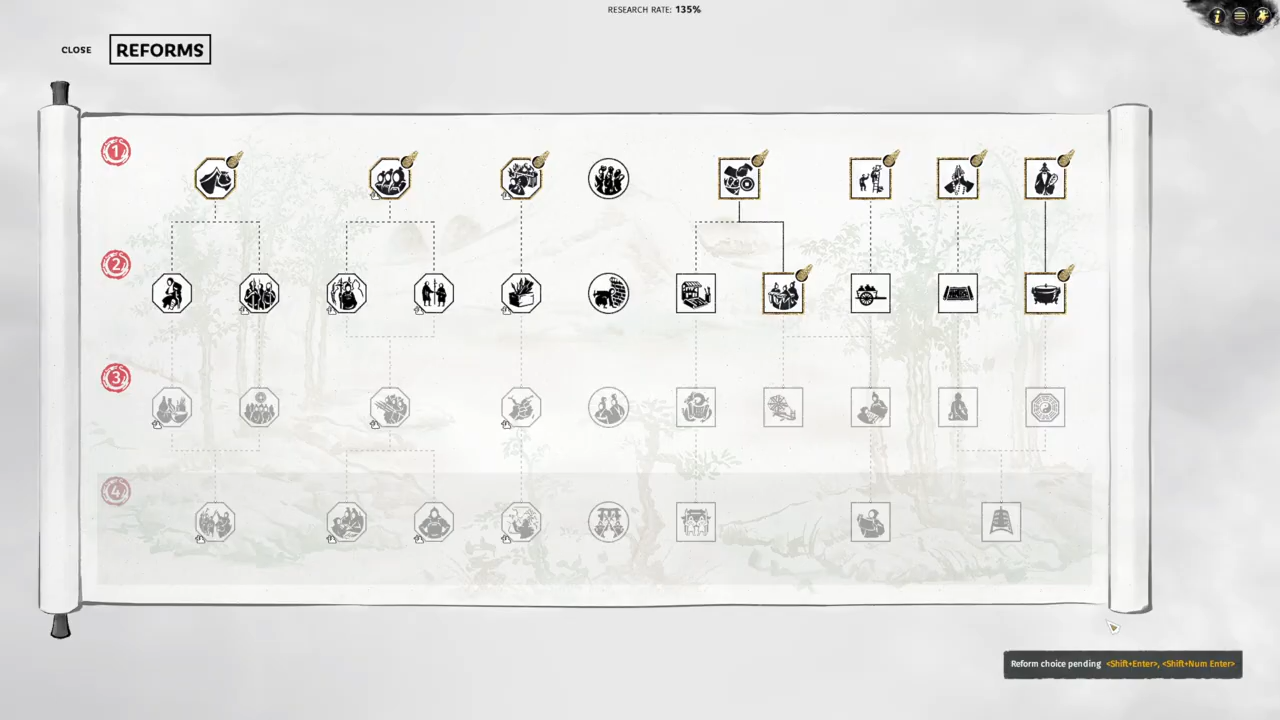 RESEARCH RATE: 135%
CLOSE
REFORMS
1
2
3
4
Reform choice pending <Shift+Enter>, <Shift+Num Enter>